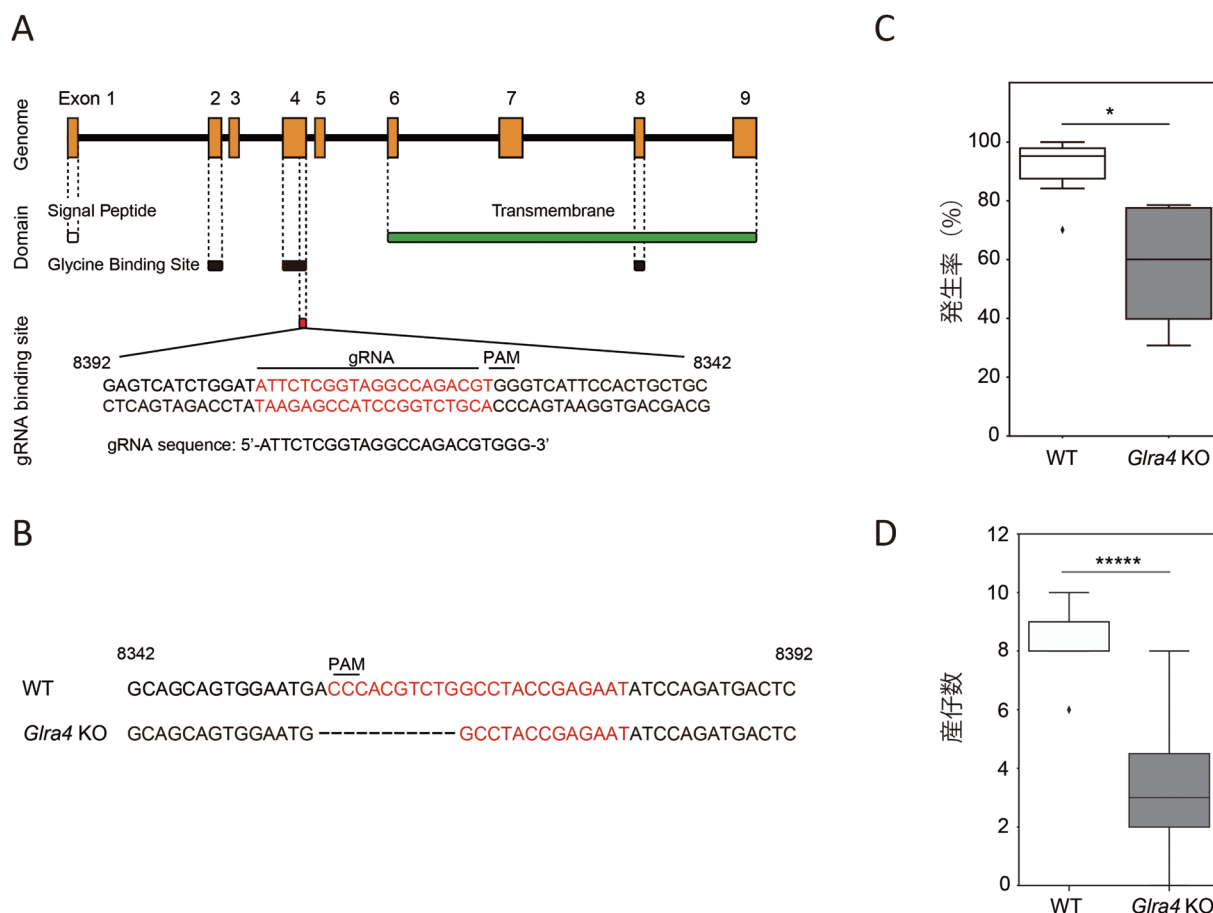 A
Exon 1 2 3 4 5 6 7 8 9
Genome
Signal Peptide
Transmembrane
Domain
Glycine Binding Site
gRNA binding site
8392 8342
gRNA PAM
GAGTCATCTGGATATTCTCGGTAGGCCAGACGTGGGTCATTCCACTGCTGC
CTCAGTAGACCTATAAGAGCCATCCGGTCTGCACCCAGTAAGGTGACGACG
gRNA sequence: 5'-ATTCTCGGTAGGCCAGACGTGGG-3'
B
8342 8392
PAM
WT GCAGCAGTGGAATGACCCACGTCTGGCCTACCGAGAATATCCAGATGACTC
Glra4 KO GCAGCAGTGGAATG-----------GCCTACCGAGAATATCCAGATGACTC
C
*
100
80
60
40
20
0
発生率 (%)
WT Glra4 KO
D
*****
12
10
8
6
4
2
0
産仔数
WT Glra4 KO